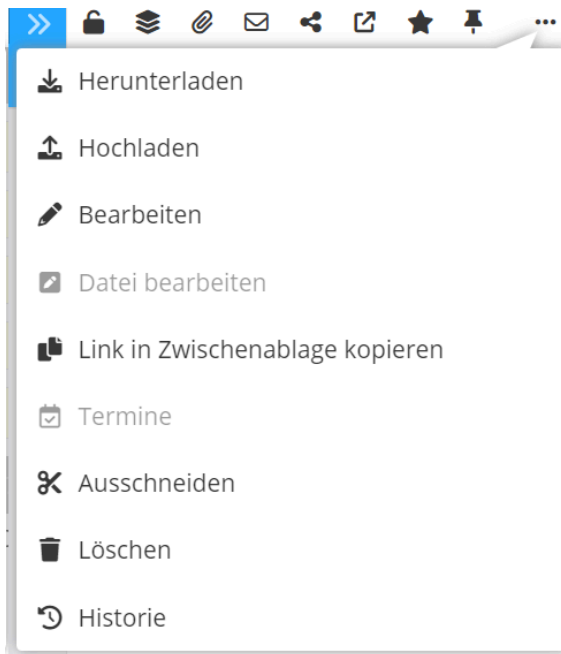 Herunterladen
Hochladen
Bearbeiten
Datei bearbeiten
Link in Zwischenablage kopieren
Termine
Ausschneiden
Löschen
Historie